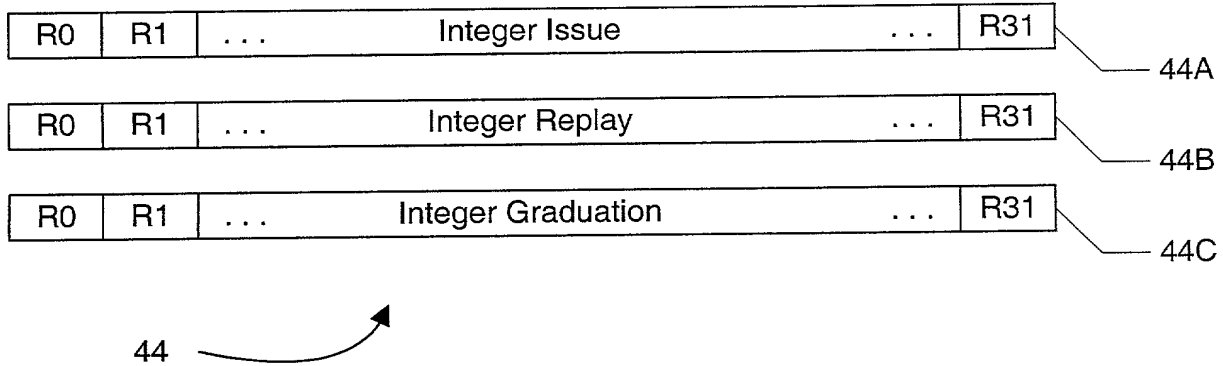 R0 R1 . . . Integer Issue . . . R31
44A
R0 R1 . . . Integer Replay . . . R31
44B
R0 R1 . . . Integer Graduation . . . R31
44C
44